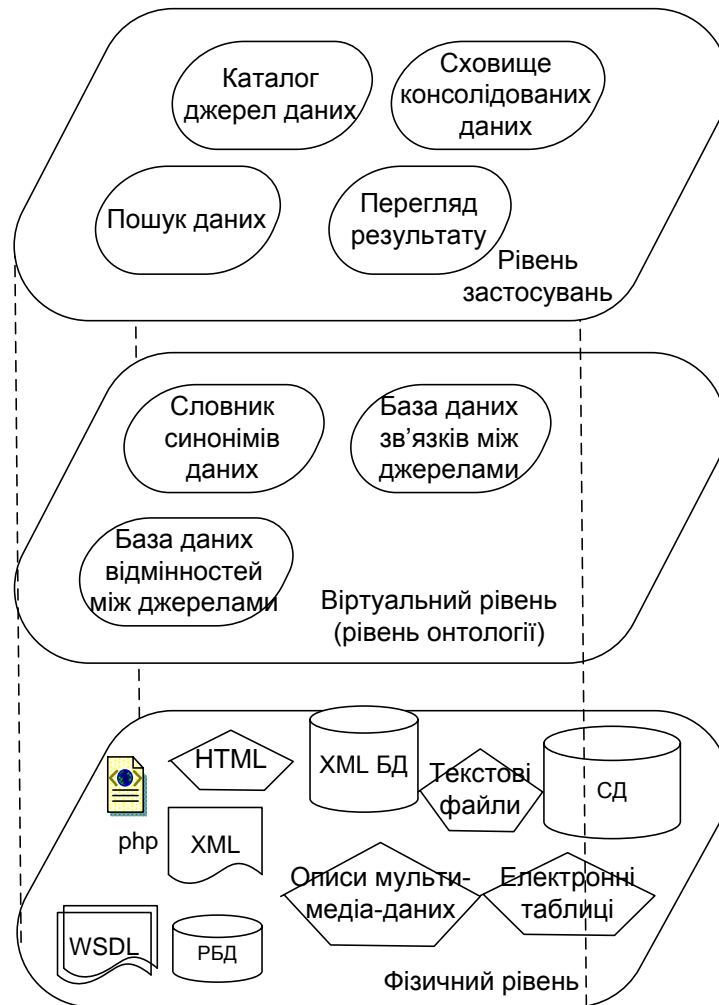 Каталог
джерел даних
Сховище
консолідованих
даних
Пошук даних
Перегляд
результату
Рівень
застосувань
Словник
синонімів
даних
База даних
зв’язків між
джерелами
База даних
відмінностей
між джерелами
Віртуальний рівень
(рівень онтології)
HTML
XML БД
Текстові
файли
СД
php
XML
Описи мульти-
медіа-даних
Електронні
таблиці
WSDL
РБД
Фізичний рівень